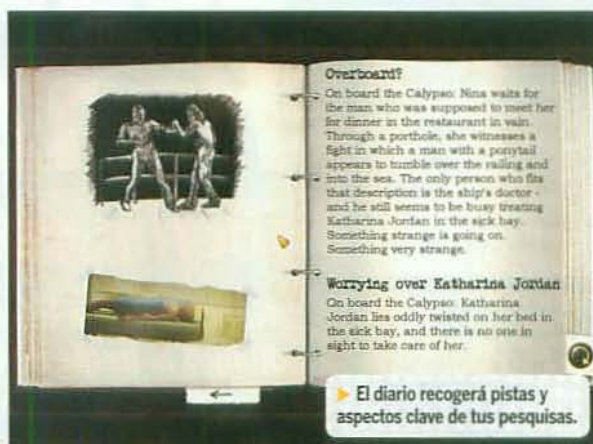 Overboard?
On board the Calypso: Nina waits for
the man who was supposed to meet her
for dinner in the restaurant in vain.
Through a porthole, she witnesses a
fight in which a man with a ponytail
appears to tumble over the railing and
into the sea. The only person who fits
that description is the ship's doctor -
and he still seems to be busy treating
Katharina Jordan in the sick bay.
Something strange is going on.
Something very strange.
Worrying over Katharina Jordan
On board the Calypso: Katharina
Jordan lies oddly twisted on her bed in
the sick bay, and there is no one in
sight to take care of her.
El diario recogerá pistas y
aspectos clave de tus pesquisas.